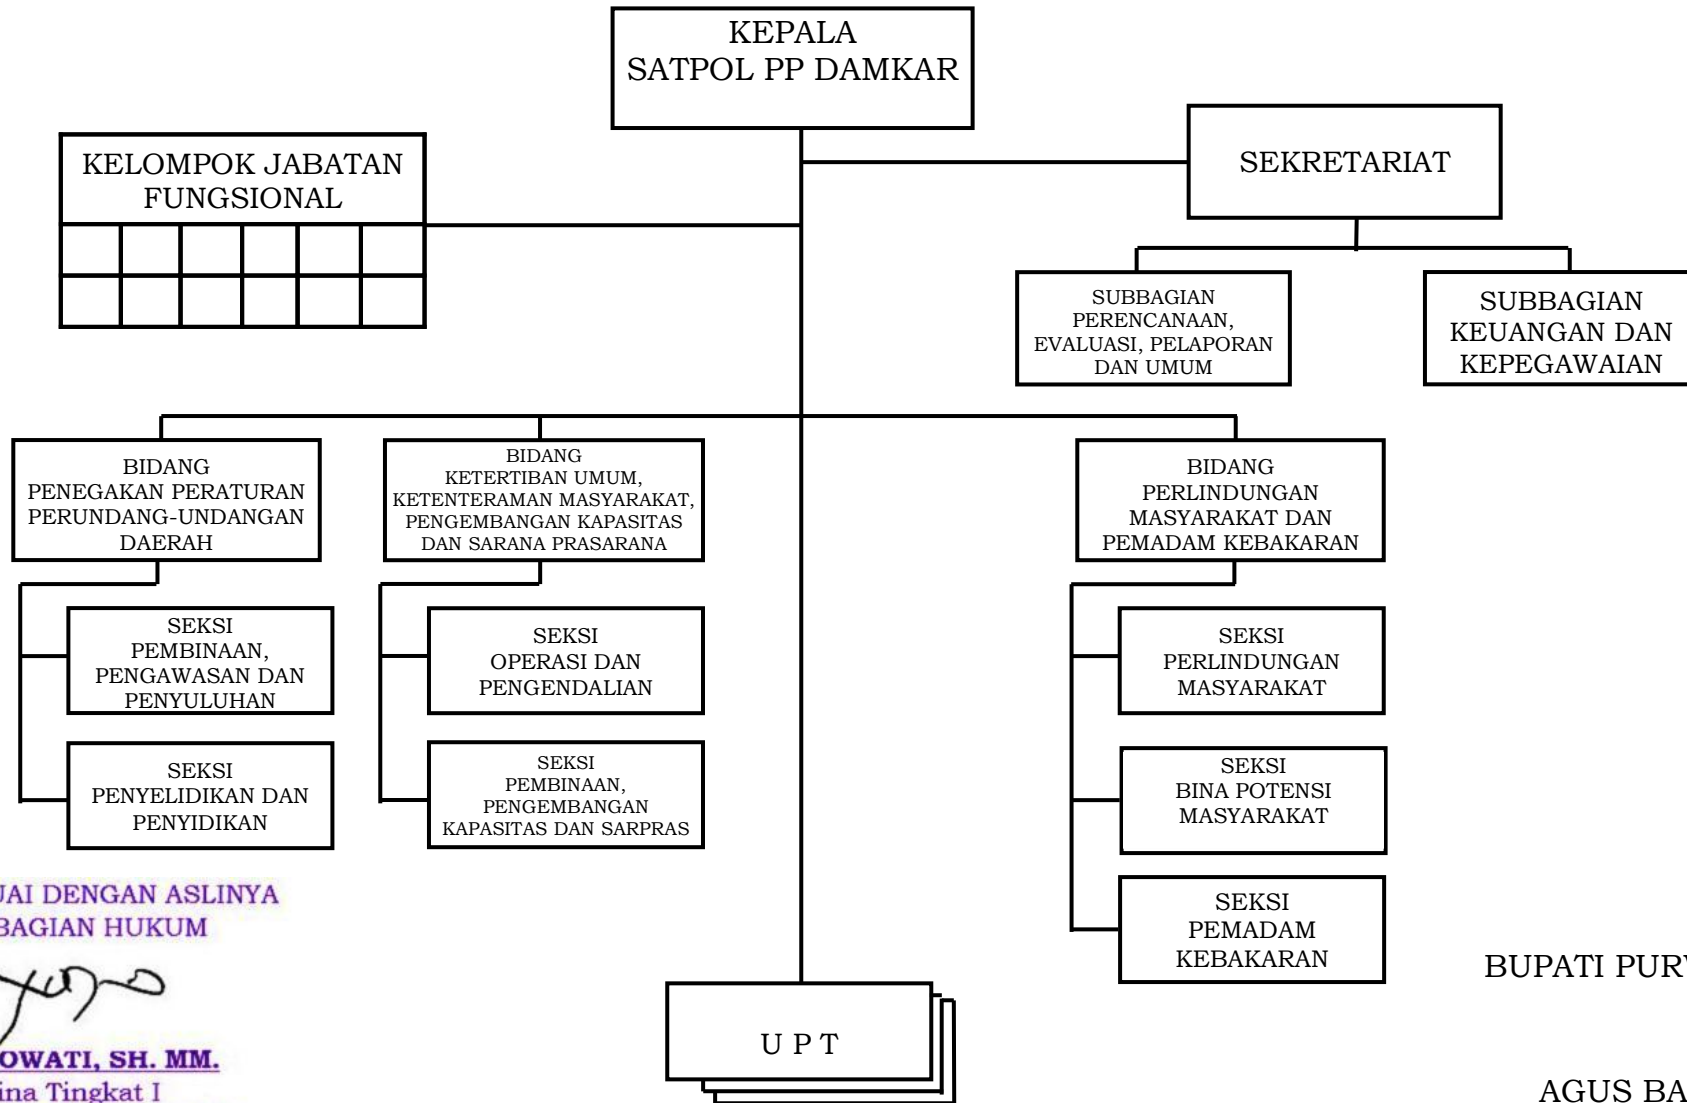 KEPALA
SATPOL PP DAMKAR
KELOMPOK JABATAN
FUNGSIONAL
SEKRETARIAT
SUBBAGIAN
PERENCANAAN,
EVALUASI, PELAPORAN
DAN UMUM
SUBBAGIAN
KEUANGAN DAN
KEPEGAWAIAN
BIDANG
PENEGAKAN PERATURAN
PERUNDANG-UNDANGAN
DAERAH
BIDANG
KETERTIBAN UMUM,
KETENTERAMAN MASYARAKAT,
PENGEMBANGAN KAPASITAS
DAN SARANA PRASARANA
BIDANG
PERLINDUNGAN
MASYARAKAT DAN
PEMADAM KEBAKARAN
SEKSI
PEMBINAAN,
PENGAWASAN DAN
PENYULUHAN
SEKSI
OPERASI DAN
PENGENDALIAN
SEKSI
PERLINDUNGAN
MASYARAKAT
SEKSI
PENYELIDIKAN DAN
PENYIDIKAN
SEKSI
PEMBINAAN,
PENGEMBANGAN
KAPASITAS DAN SARPRAS
SEKSI
BINA POTENSI
MASYARAKAT
SEKSI
PEMADAM
KEBAKARAN
U P T
DENGAN ASLINYA
BAGIAN HUKUM
OWATI, SH. MM.
Tingkat I
BUPATI
AGUS